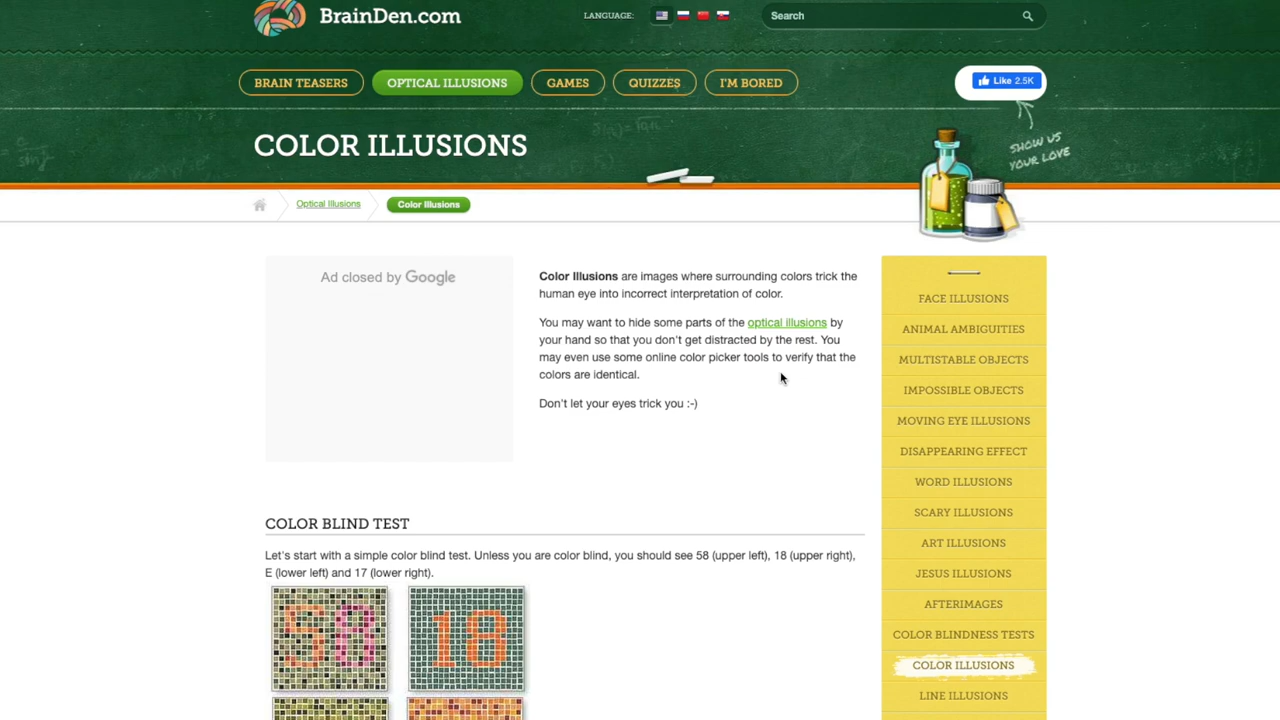 BrainDen.com
LANGUAGE:
Search
BRAIN TEASERS
OPTICAL ILLUSIONS
GAMES
QUIZZES
I'M BORED
Like 2.5K
SHOW US
YOUR LOVE
COLOR ILLUSIONS
Optical Illusions
Color Illusions
Ad closed by Google
Color Illusions are images where surrounding colors trick the
human eye into incorrect interpretation of color.
You may want to hide some parts of the optical illusions by
your hand so that you don't get distracted by the rest. You
may even use some online color picker tools to verify that the
colors are identical.
Don't let your eyes trick you :-)
FACE ILLUSIONS
ANIMAL AMBIGUITIES
MULTISTABLE OBJECTS
IMPOSSIBLE OBJECTS
MOVING EYE ILLUSIONS
DISAPPEARING EFFECT
WORD ILLUSIONS
SCARY ILLUSIONS
ART ILLUSIONS
JESUS ILLUSIONS
AFTERIMAGES
COLOR BLINDNESS TESTS
COLOR ILLUSIONS
LINE ILLUSIONS
COLOR BLIND TEST
Let's start with a simple color blind test. Unless you are color blind, you should see 58 (upper left), 18 (upper right),
E (lower left) and 17 (lower right).
58
18